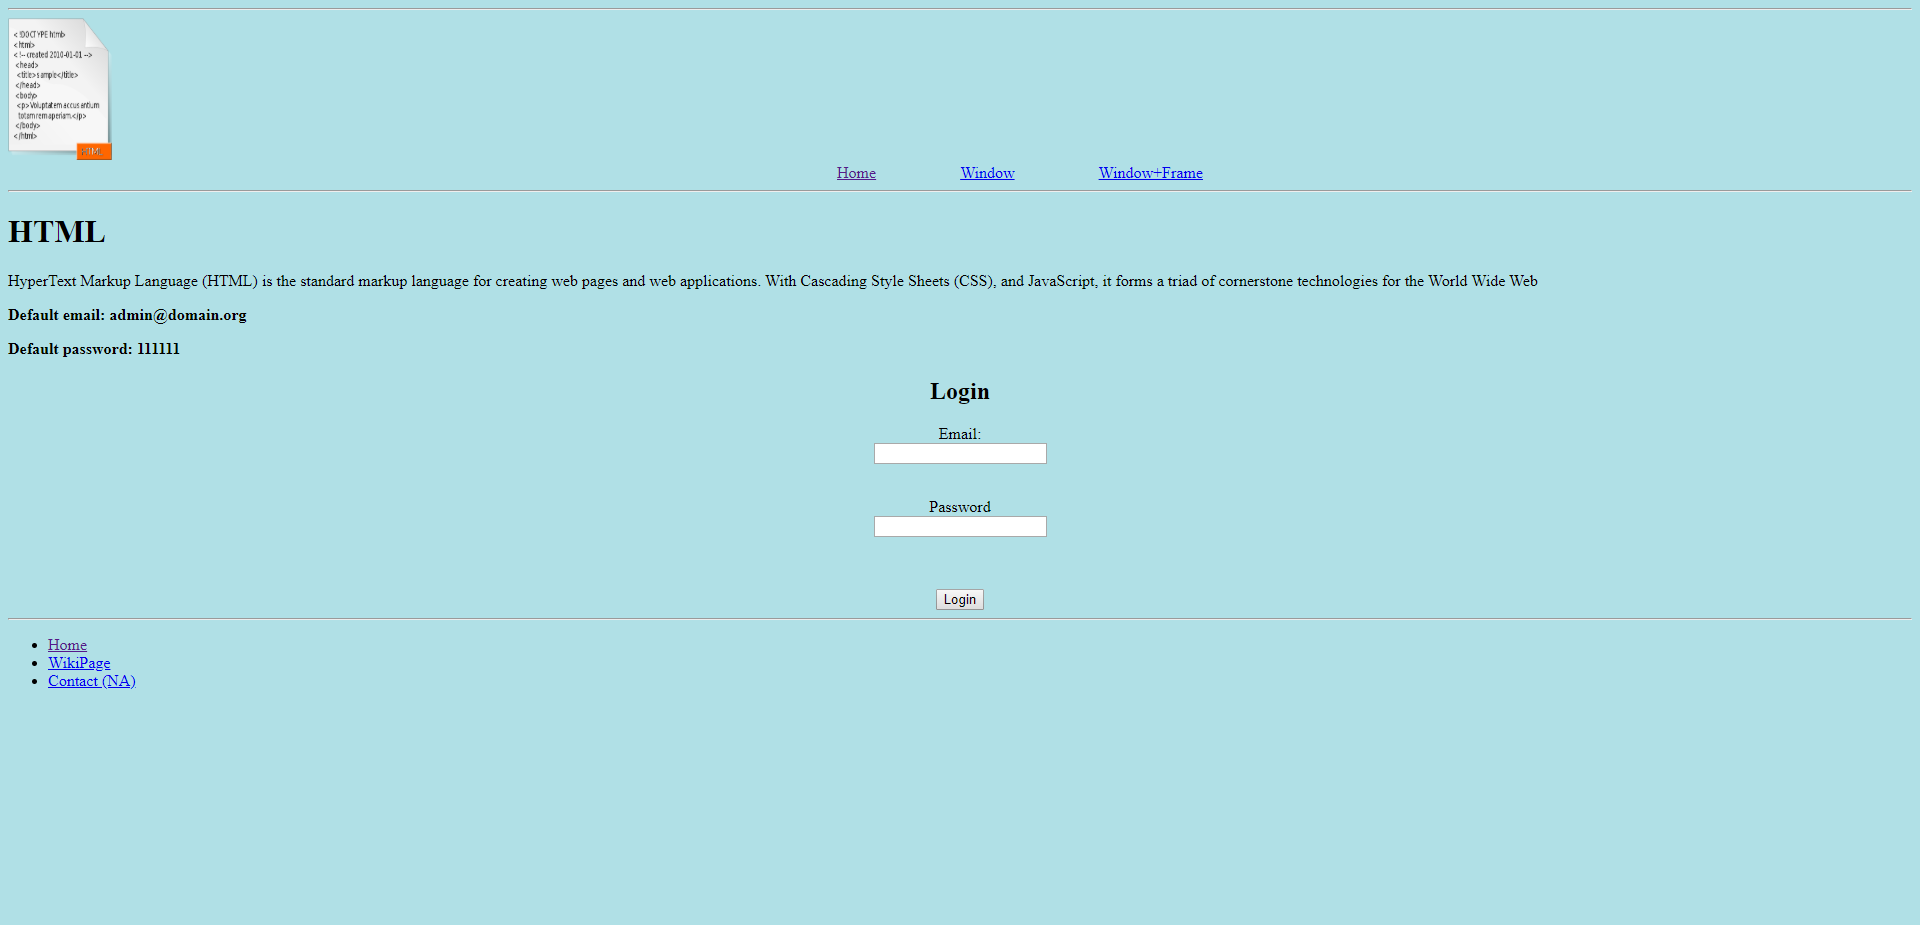 < !DOCTYPE html>
< html>
< !-- created 2010-01-01 -->
<head>
<title>sample</title>
</head>
<body>
<p>Voluptatem accusantium
totam rem aperiam.</p>
</body>
</html>
HTML
Home Window Window+Frame
HTML
HyperText Markup Language (HTML) is the standard markup language for creating web pages and web applications. With Cascading Style Sheets (CSS), and JavaScript, it forms a triad of cornerstone technologies for the World Wide Web
Default email: admin@domain.org
Default password: 111111
Login
Email:
Password
Login
Home
WikiPage
Contact (NA)